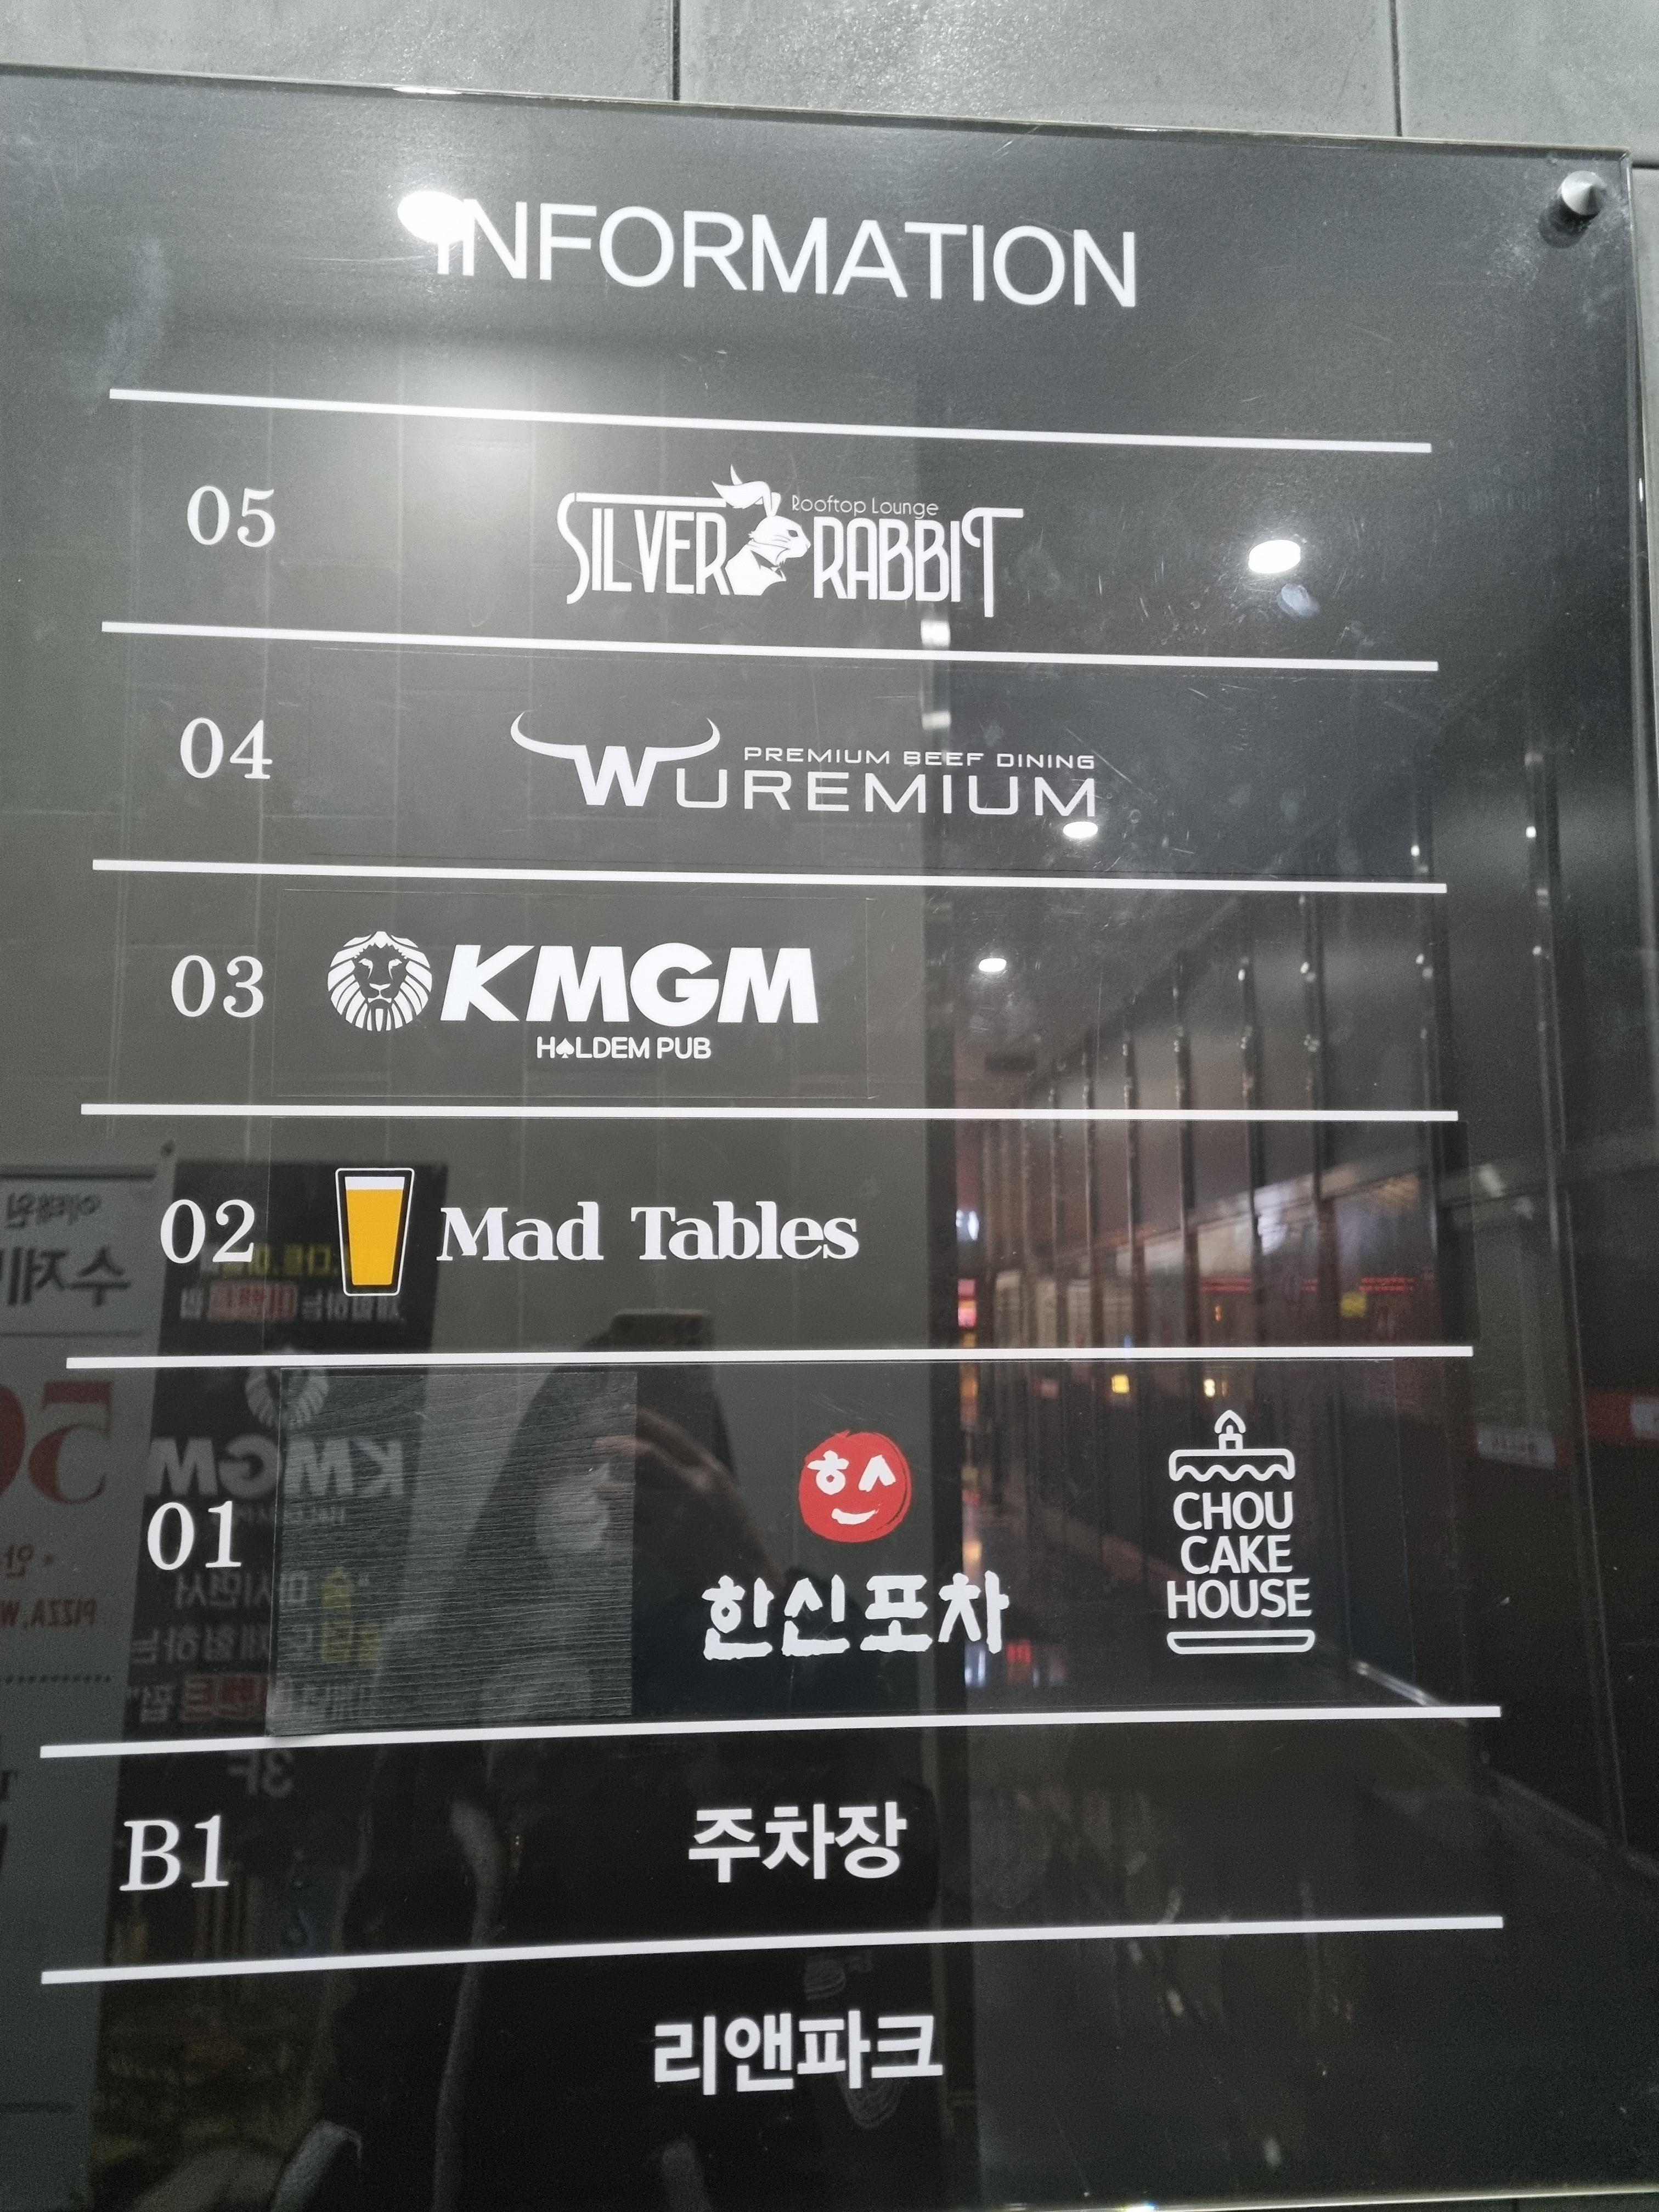 INFORMATION
05
Rooftop Lounge
SILVER RABBIT
04
PREMIUM BEEF DINING
WUREMIUM
03
KMGM
HOLDEM PUB
02
Mad Tables
01
ㅎㅅ
한신포차
CHOU
CAKE
HOUSE
B1
주차장
리앤파크